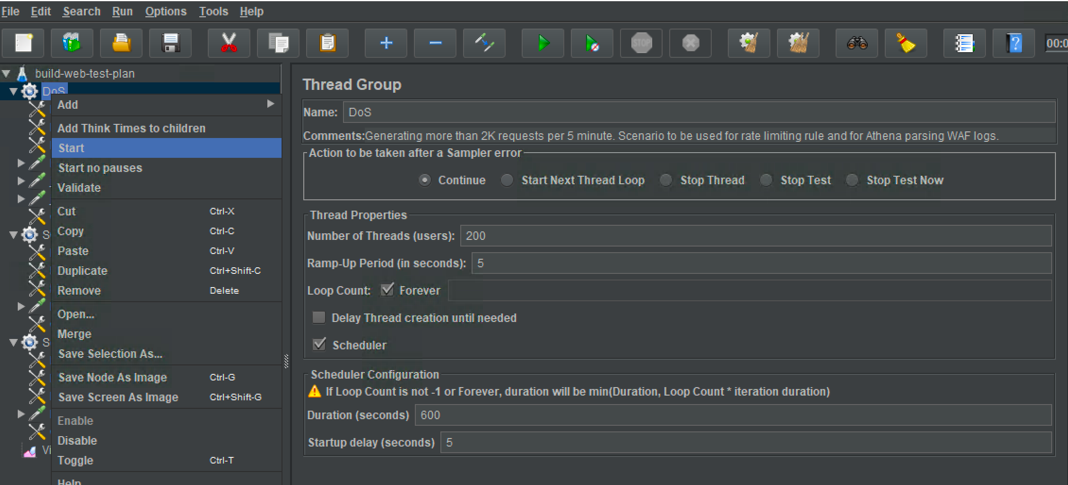 File Edit Search Run Options Tools Help
STOP
00:0
build-web-test-plan
DoS
Add
Add Think Times to children
Start
Start no pauses
Validate
Cut Ctrl-X
Copy Ctrl-C
Paste Ctrl-V
Duplicate Ctrl+Shift-C
Remove Delete
Open...
Merge
Save Selection As...
Save Node As Image Ctrl-G
Save Screen As Image Ctrl+Shift-G
Enable
Disable
Toggle Ctrl-T
Help
S
S
Vi
Thread Group
Name: DoS
Comments:Generating more than 2K requests per 5 minute. Scenario to be used for rate limiting rule and for Athena parsing WAF logs.
Action to be taken after a Sampler error
Continue Start Next Thread Loop Stop Thread Stop Test Stop Test Now
Thread Properties
Number of Threads (users): 200
Ramp-Up Period (in seconds): 5
Loop Count: Forever
Delay Thread creation until needed
Scheduler
Scheduler Configuration
If Loop Count is not -1 or Forever, duration will be min(Duration, Loop Count * iteration duration)
Duration (seconds) 600
Startup delay (seconds) 5